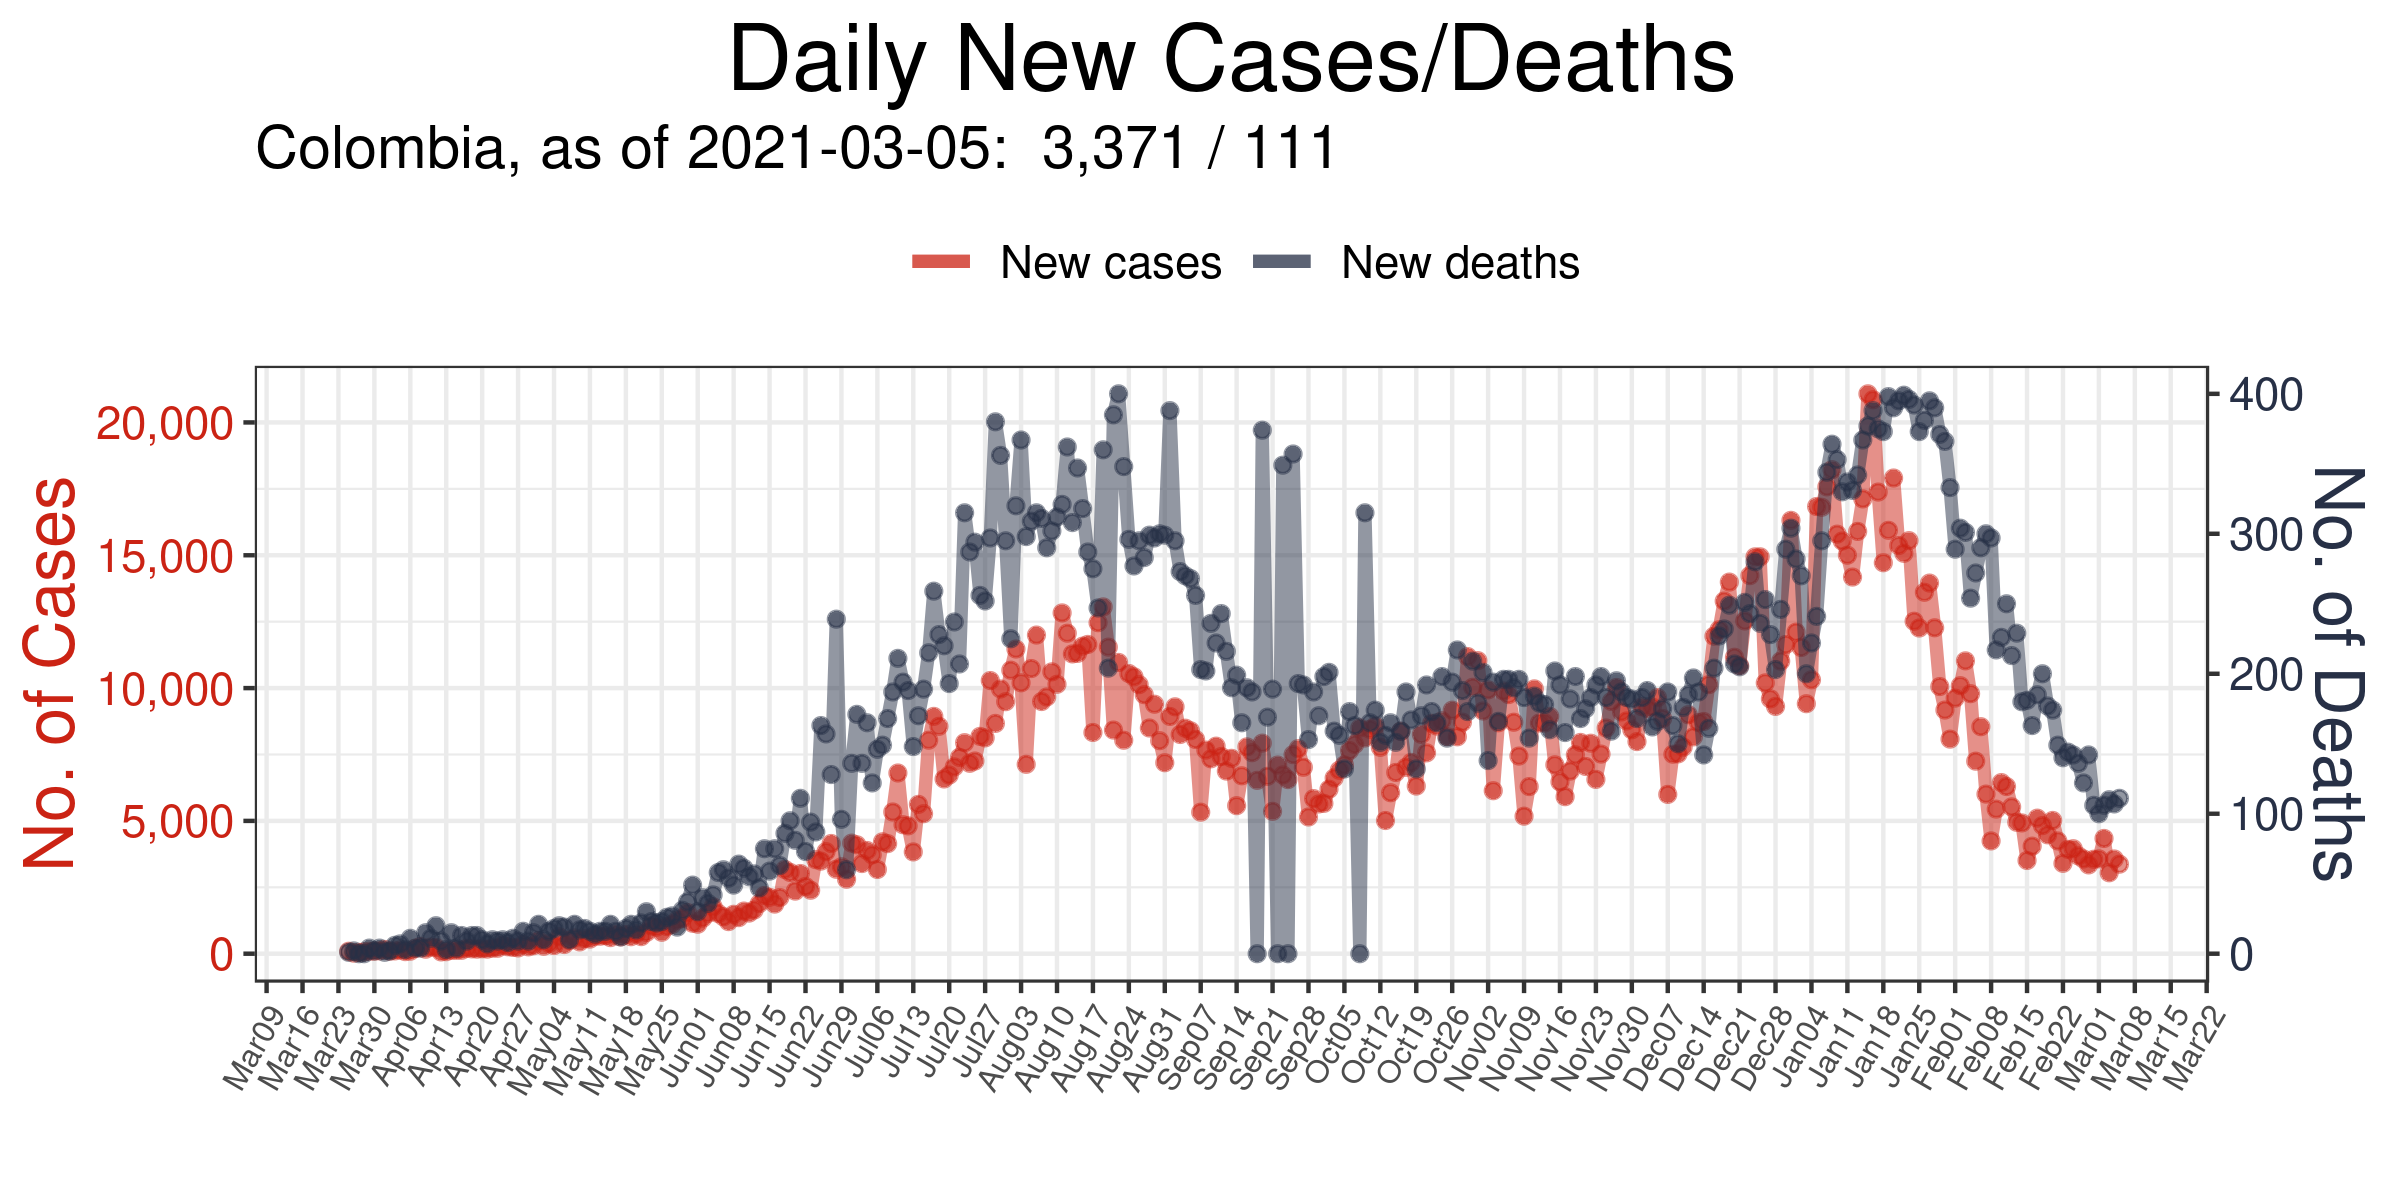 Daily New Cases/Deaths
Colombia, as of 2021-03-05:  3,371 / 111
New cases
New deaths
No. of Cases
20,000
15,000
10,000
5,000
0
400
300
200
100
0
No. of Deaths
Mar09
Mar16
Mar23
Mar30
Apr06
Apr13
Apr20
Apr27
May04
May11
May18
May25
Jun01
Jun08
Jun15
Jun22
Jun29
Jul06
Jul13
Jul20
Jul27
Aug03
Aug10
Aug17
Aug24
Aug31
Sep07
Sep14
Sep21
Sep28
Oct05
Oct12
Oct19
Oct26
Nov02
Nov09
Nov16
Nov23
Nov30
Dec07
Dec14
Dec21
Dec28
Jan04
Jan11
Jan18
Jan25
Feb01
Feb08
Feb15
Feb22
Mar01
Mar08
Mar15
Mar22